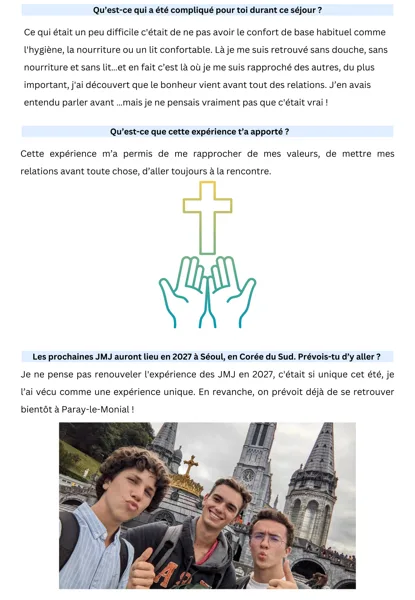 Qu'est-ce qui a été compliqué pour toi durant ce séjour ?
Ce qui était un peu difficile c'était de ne pas avoir le confort de base habituel comme
l'hygiène, la nourriture ou un lit confortable. Là je me suis retrouvé sans douche, sans
nourriture et sans lit...et en fait c'est là où je me suis rapproché des autres, du plus
important, j'ai découvert que le bonheur vient avant tout des relations. J'en avais
entendu parler avant ...mais je ne pensais vraiment pas que c'était vrai !
Qu'est-ce que cette expérience t'a apporté ?
Cette expérience m'a permis de me rapprocher de mes valeurs, de mettre mes
relations avant toute chose, d'aller toujours à la rencontre.
Les prochaines JMJ auront lieu en 2027 à Séoul, en Corée du Sud. Prévois-tu d'y aller ?
Je ne pense pas renouveler l'expérience des JMJ en 2027, c'était si unique cet été, je
l'ai vécu comme une expérience unique. En revanche, on prévoit déjà de se retrouver
bientôt à Paray-le-Monial !